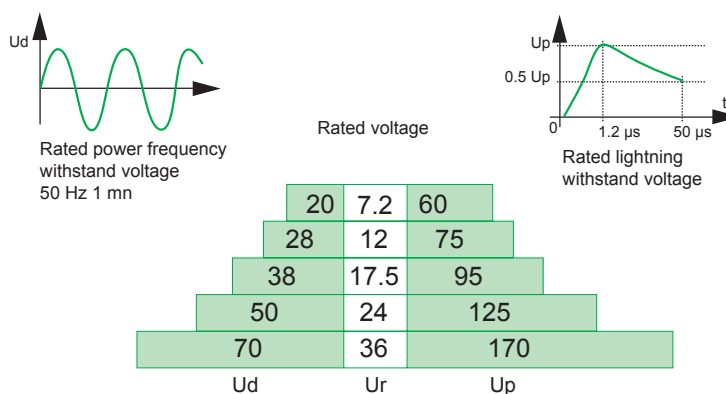 Ud
Rated power frequency
withstand voltage
50 Hz 1 mn
Rated voltage
Up
0.5 Up
t
0
1.2 µs
50 µs
Rated lightning
withstand voltage
20 7.2 60
28 12 75
38 17.5 95
50 24 125
70 36 170
Ud Ur Up